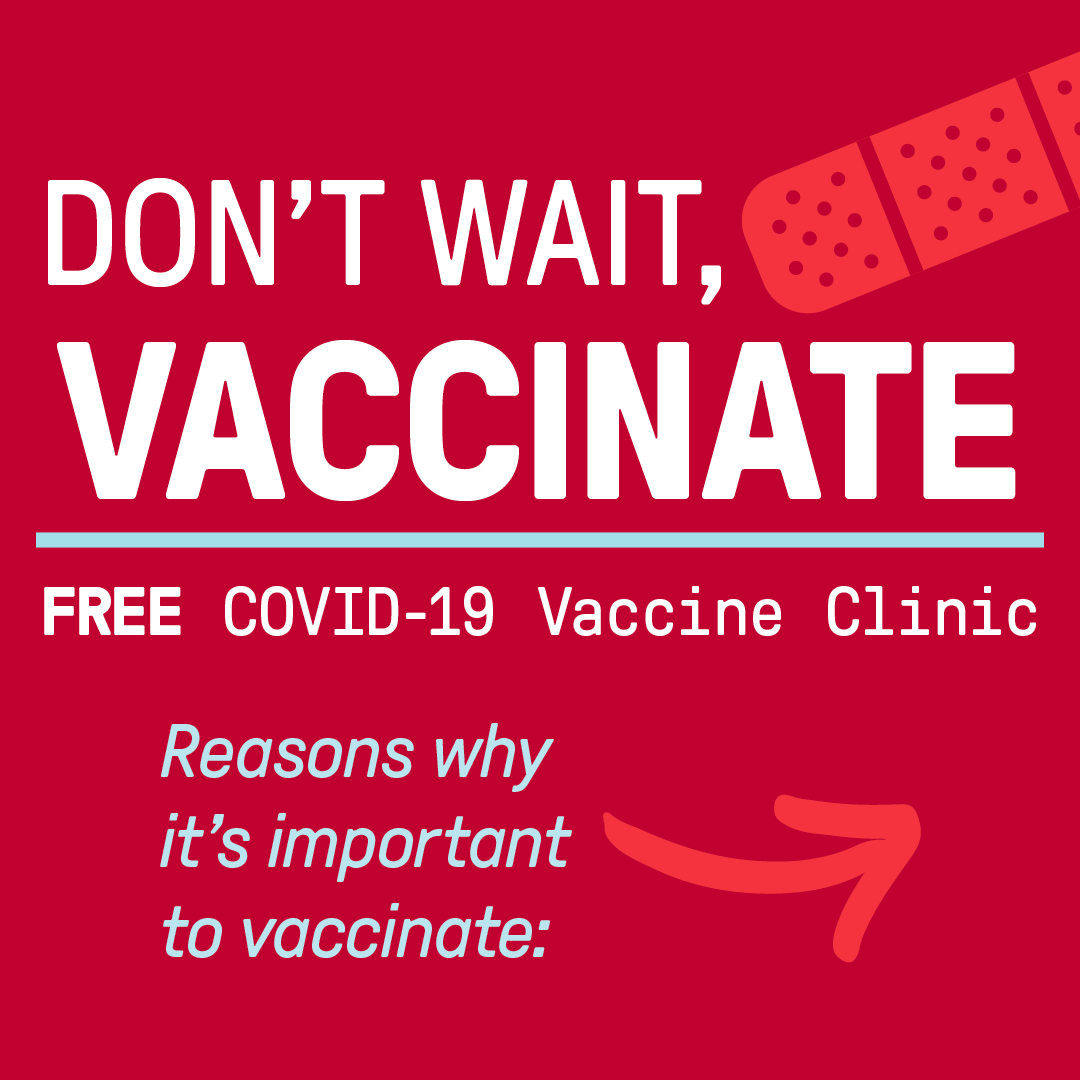 DON’T WAIT,
VACCINATE
FREE COVID-19 Vaccine Clinic
Reasons why
it’s important
to vaccinate: